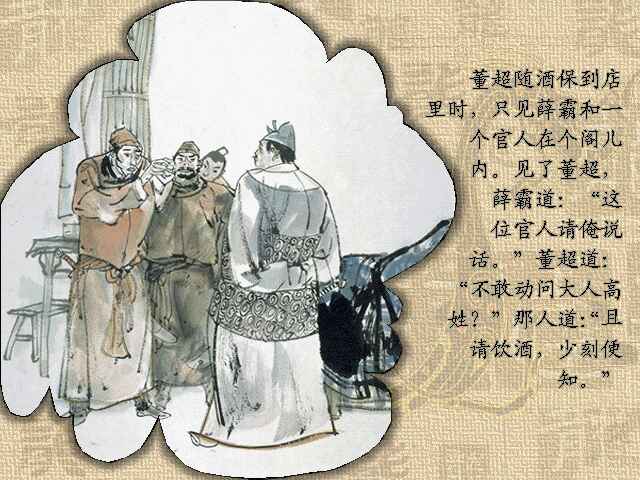 董超随酒保到店
里时，只见薛霸和一
个官人在个阁儿
内。见了董超，
薛霸道：“这
位官人请俺说
话。”董超道：
“不敢动问大人高
姓？”那人道：“且
请饮酒，少刻便
知。”